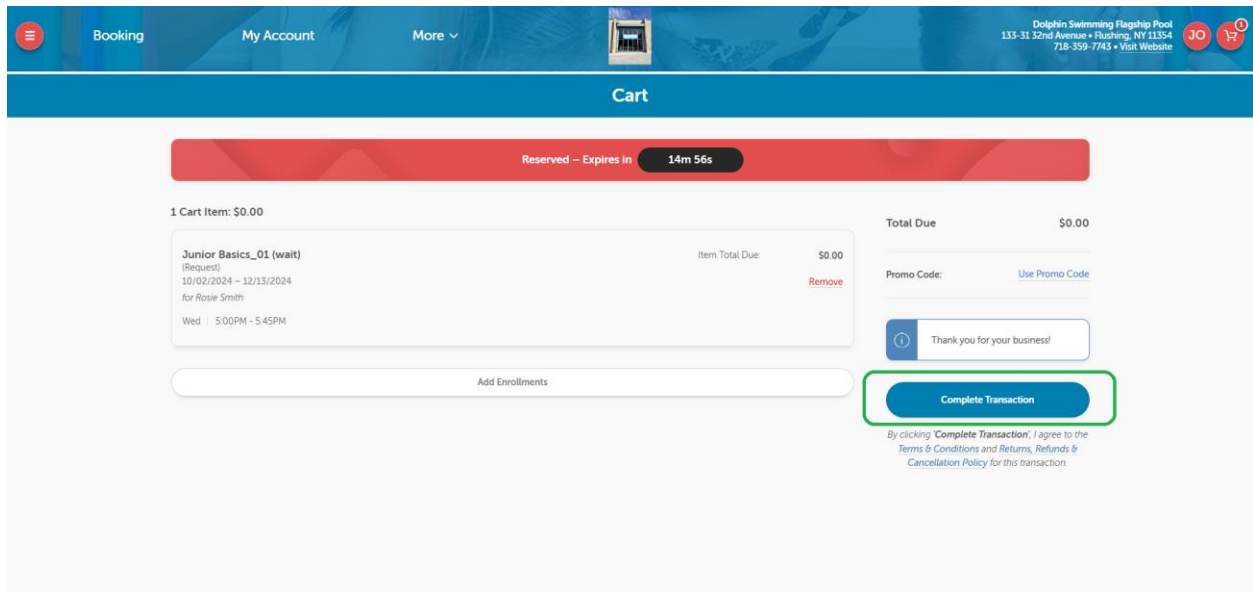 Booking
My Account
More
Dolphin Swimming Flagship Pool
133-31 32nd Avenue • Flushing, NY 11354
718-359-7743 • Visit Website
JO
1
Cart
Reserved – Expires in 14m 56s
1 Cart Item: $0.00
Junior Basics_01 (wait)
(Request)
10/02/2024 – 12/13/2024
for Rosie Smith
Wed | 5:00PM - 5:45PM
Item Total Due: $0.00
Remove
Add Enrollments
Total Due $0.00
Promo Code: Use Promo Code
Thank you for your business!
Complete Transaction
By clicking 'Complete Transaction', I agree to the
Terms & Conditions and Returns, Refunds &
Cancellation Policy for this transaction.